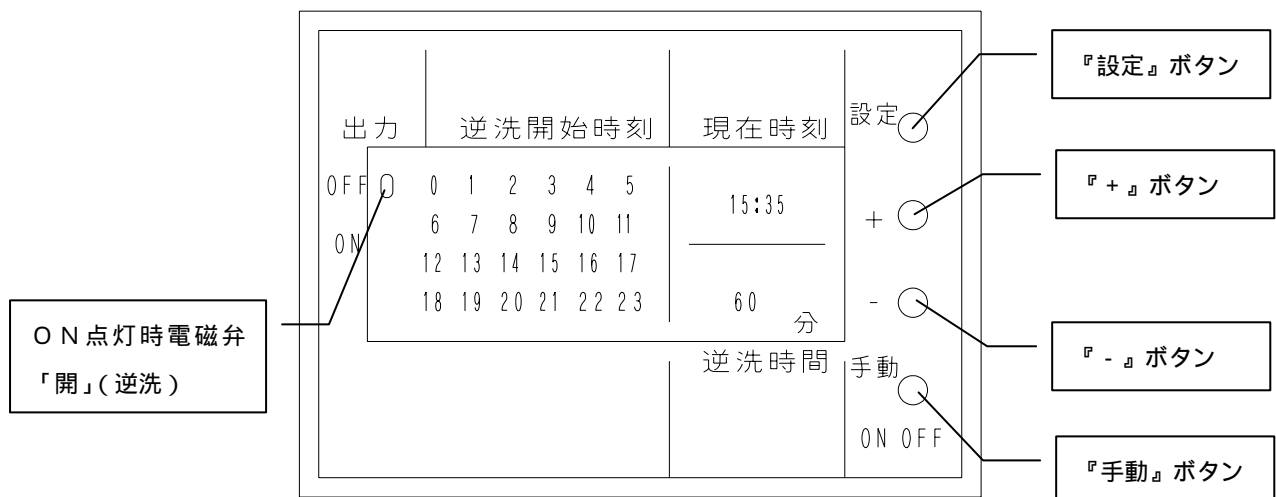 『設定』ボタン
出力 逆洗開始時刻 現在時刻 設定
OFF 0 1 2 3 4 5
15:35
『+』ボタン
+
6 7 8 9 10 11
ON
12 13 14 15 16 17
18 19 20 21 22 23
60
分
-
『-』ボタン
ON点灯時電磁弁
「開」(逆洗)
逆洗時間 手動
ON OFF
『手動』ボタン